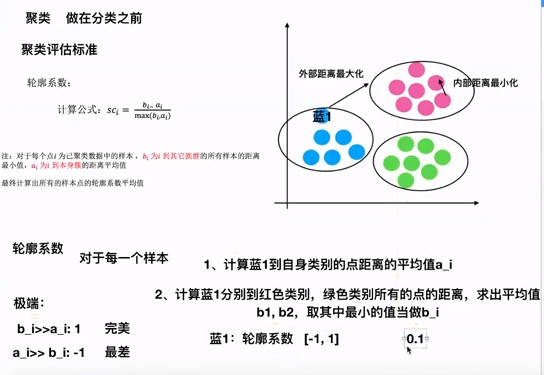 聚类 做在分类之前
聚类评估标准
轮廓系数：
计算公式：sc_i = (b_i - a_i) / max(b_i,a_i)
注：对于每个点i 为已聚类数据中的样本，b_i 为i 到其它族群的所有样本的距离
最小值，a_i 为i 到本身簇的距离平均值
最终计算出所有的样本点的轮廓系数平均值
外部距离最大化
内部距离最小化
蓝1
轮廓系数
对于每一个样本
1、计算蓝1到自身类别的点距离的平均值a_i
2、计算蓝1分别到红色类别，绿色类别所有的点的距离，求出平均值
b1, b2，取其中最小的值当做b_i
极端：
b_i>>a_i: 1 完美
a_i>> b_i: -1 最差
蓝1：轮廓系数 [-1, 1]
0.1